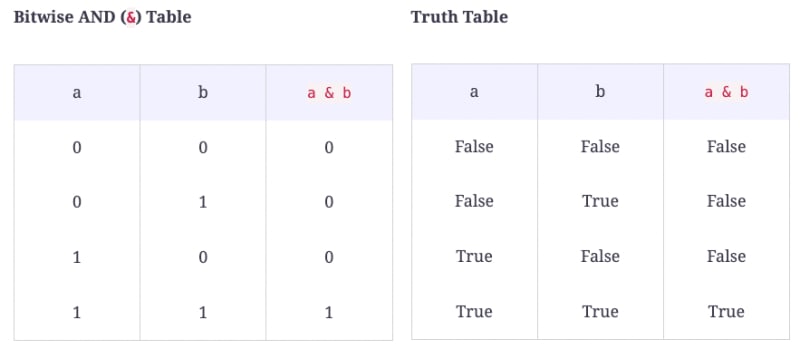 Bitwise AND (&) Table
a b a & b
0 0 0
0 1 0
1 0 0
1 1 1
Truth Table
a b a & b
False False False
False True False
True False False
True True True